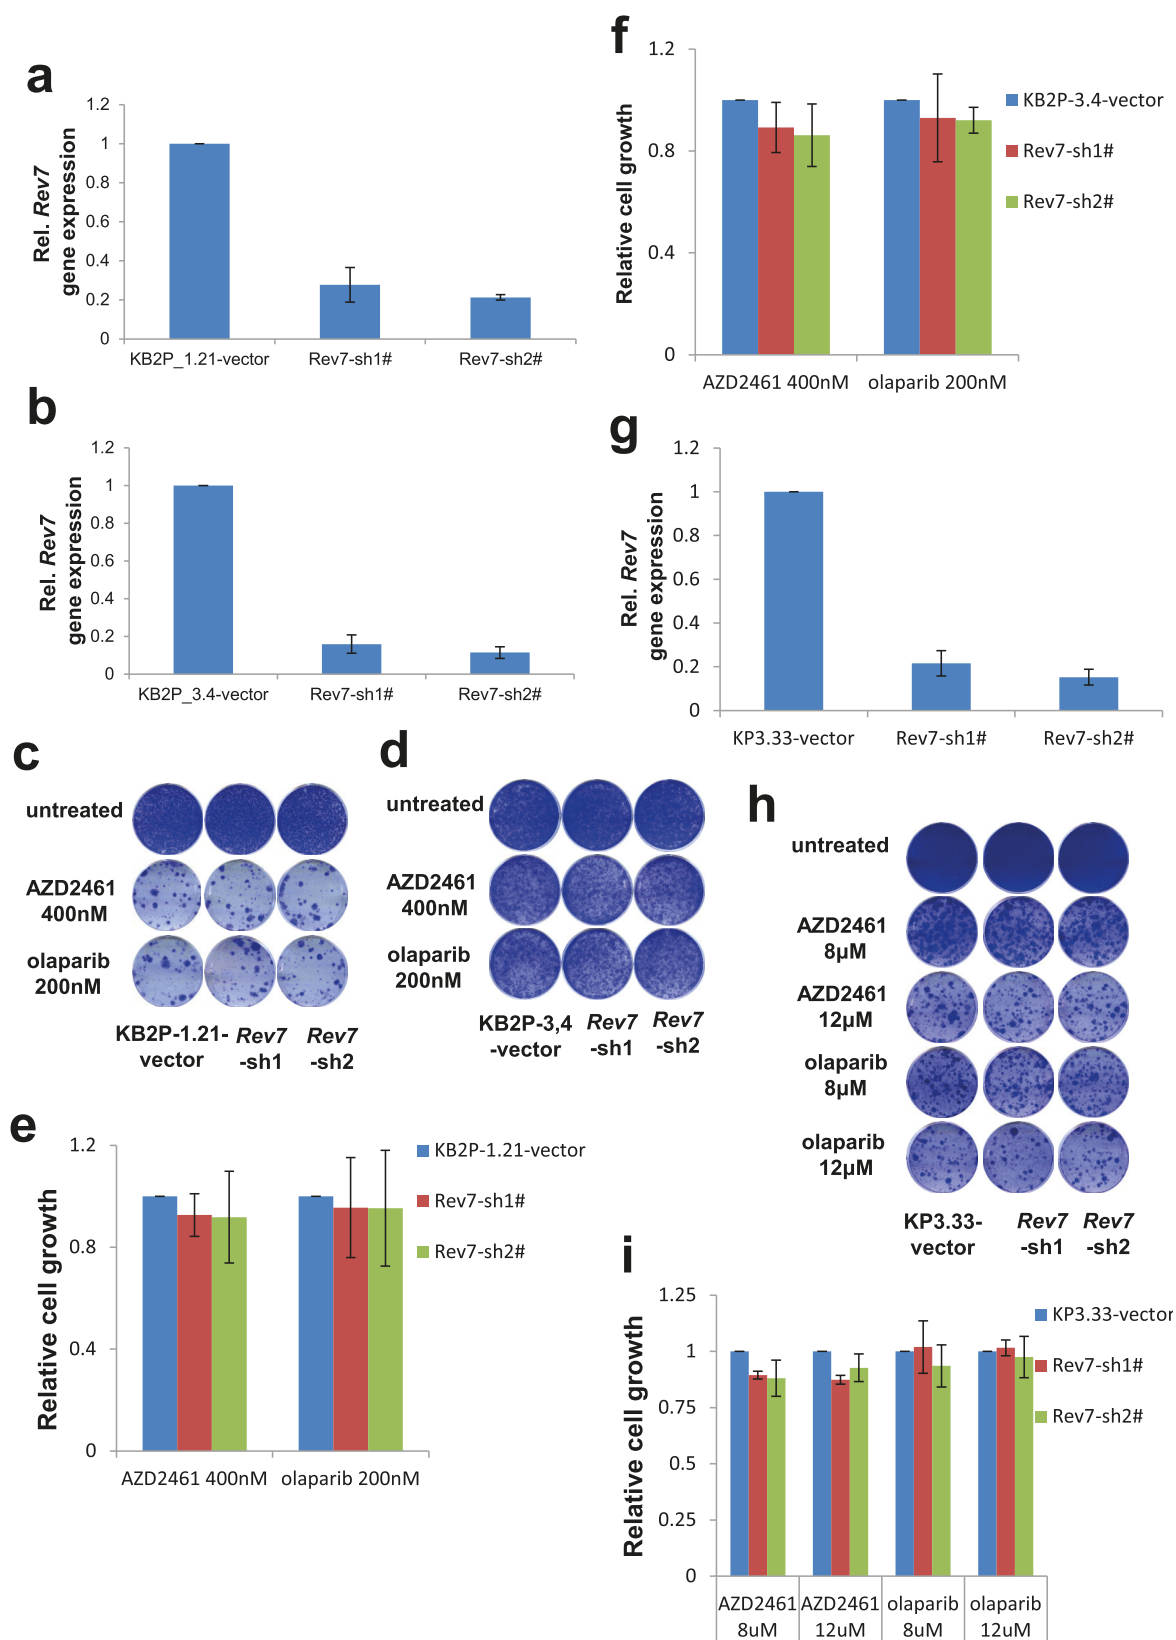 a
Rel. Rev7
gene expression
1.2
1
0.8
0.6
0.4
0.2
0
KB2P_1.21-vector
Rev7-sh1#
Rev7-sh2#
b
Rel. Rev7
gene expression
1.2
1
0.8
0.6
0.4
0.2
0
KB2P_3.4-vector
Rev7-sh1#
Rev7-sh2#
c
untreated
AZD2461
400nM
olaparib
200nM
KB2P-1.21-
vector
Rev7
-sh1
Rev7
-sh2
d
untreated
AZD2461
400nM
olaparib
200nM
KB2P-3,4
-vector
Rev7
-sh1
Rev7
-sh2
e
Relative cell growth
1.2
0.8
0.4
0
AZD2461 400nM
olaparib 200nM
KB2P-1.21-vector
Rev7-sh1#
Rev7-sh2#
f
Relative cell growth
1.2
0.8
0.4
0
AZD2461 400nM
olaparib 200nM
KB2P-3.4-vector
Rev7-sh1#
Rev7-sh2#
g
Rel. Rev7
gene expression
1.2
1
0.8
0.6
0.4
0.2
0
KP3.33-vector
Rev7-sh1#
Rev7-sh2#
h
untreated
AZD2461
8µM
AZD2461
12µM
olaparib
8µM
olaparib
12µM
KP3.33-
vector
Rev7
-sh1
Rev7
-sh2
i
Relative cell growth
1.25
1
0.75
0.5
0.25
0
AZD2461
8uM
AZD2461
12uM
olaparib
8uM
olaparib
12uM
KP3.33-vector
Rev7-sh1#
Rev7-sh2#